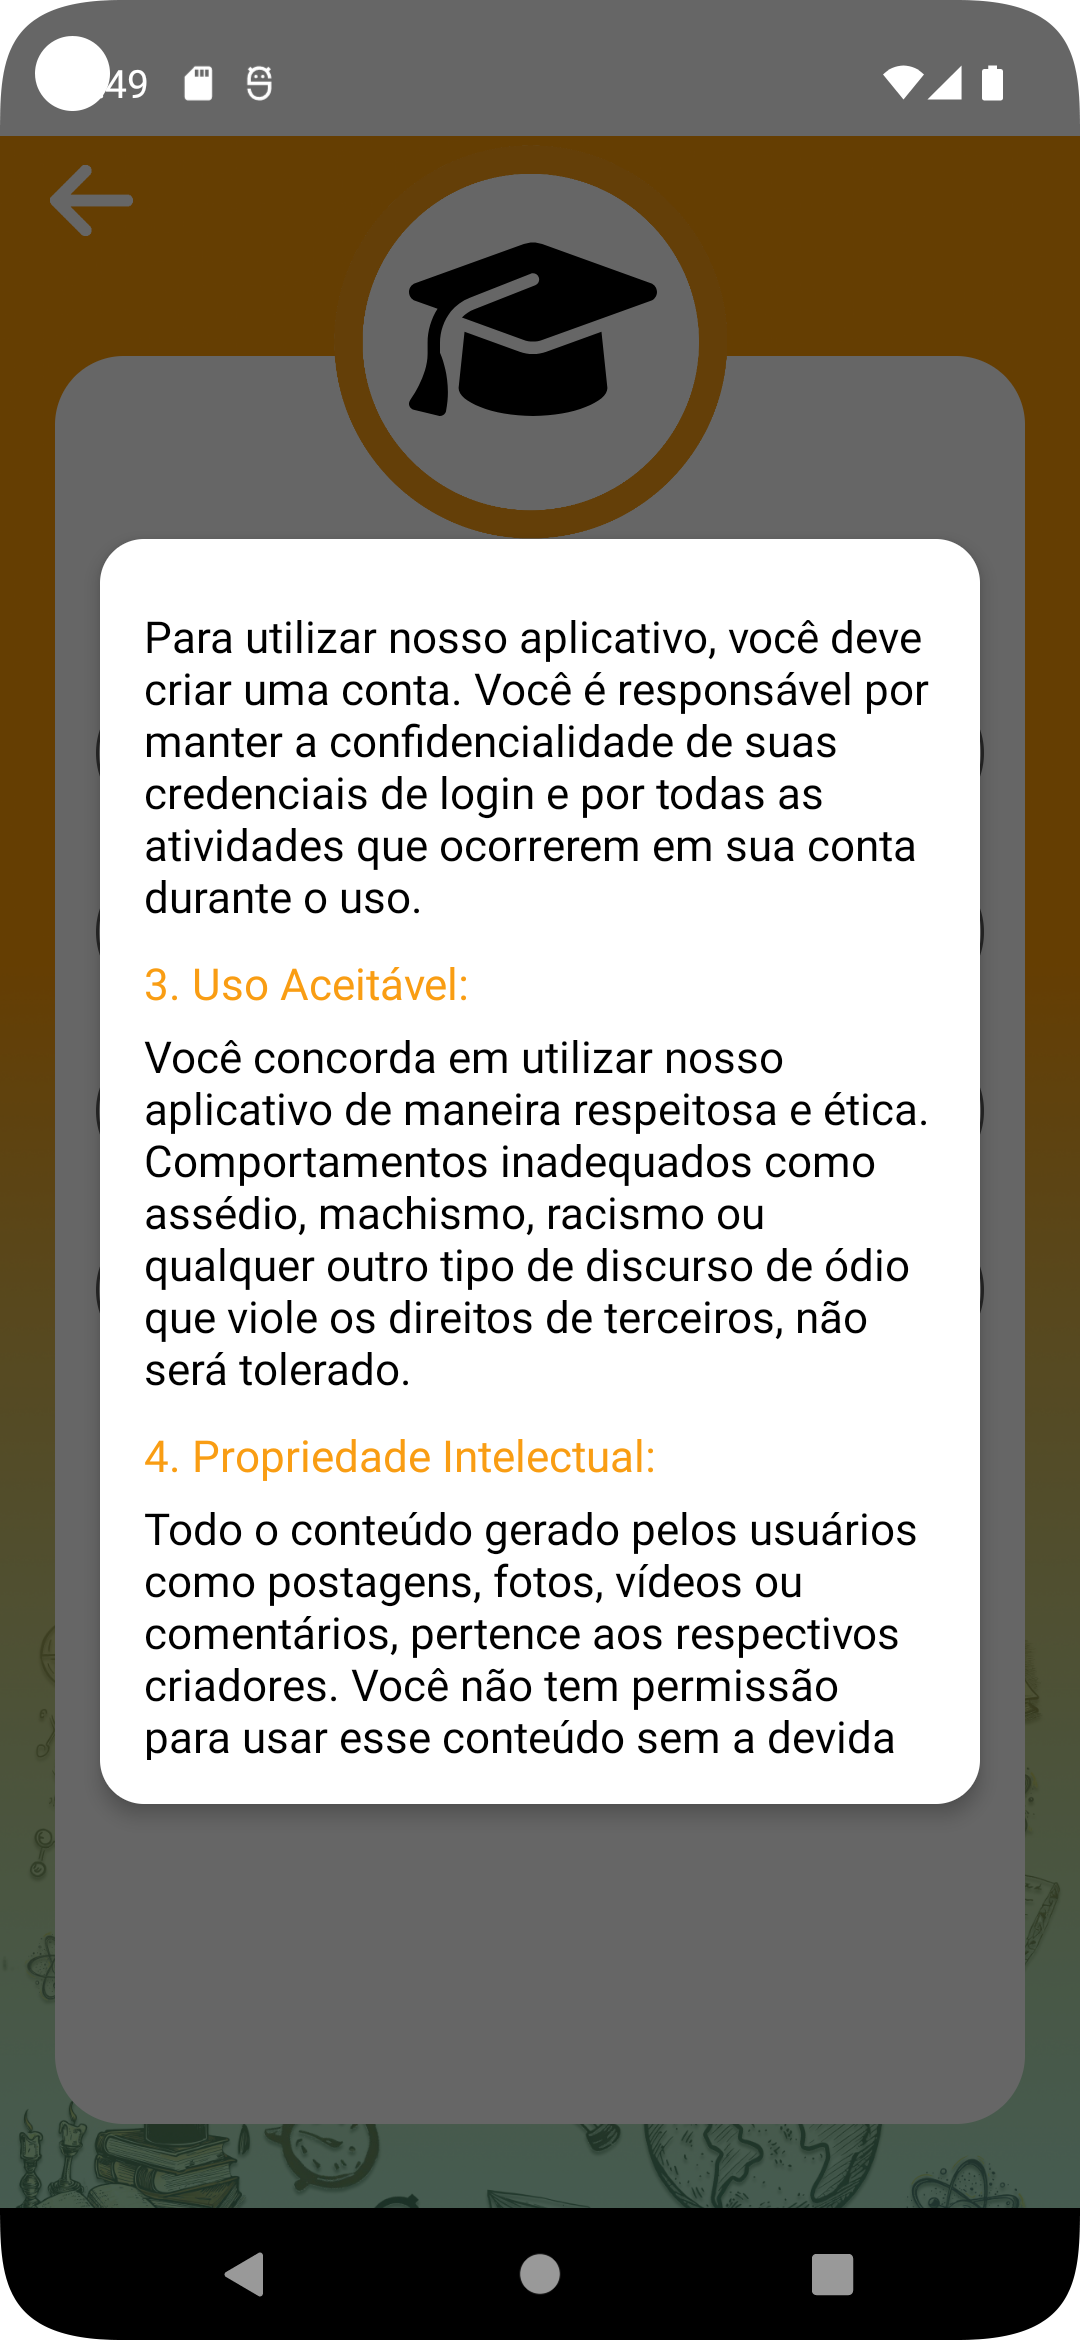 49
Para utilizar nosso aplicativo, você deve
criar uma conta. Você é responsável por
manter a confidencialidade de suas
credenciais de login e por todas as
atividades que ocorrerem em sua conta
durante o uso.
3. Uso Aceitável:
Você concorda em utilizar nosso
aplicativo de maneira respeitosa e ética.
Comportamentos inadequados como
assédio, machismo, racismo ou
qualquer outro tipo de discurso de ódio
que viole os direitos de terceiros, não
será tolerado.
4. Propriedade Intelectual:
Todo o conteúdo gerado pelos usuários
como postagens, fotos, vídeos ou
comentários, pertence aos respectivos
criadores. Você não tem permissão
para usar esse conteúdo sem a devida